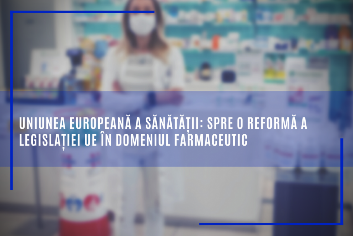 UNIUNEA EUROPEANĂ A SĂNĂTĂȚII: SPRE O REFORMĂ A
LEGISLAȚIEI UE ÎN DOMENIUL FARMACEUTIC